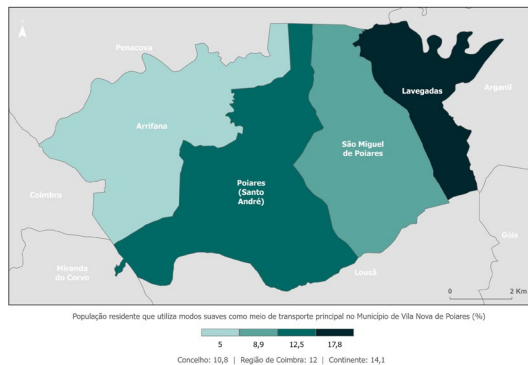 N
Penacova
Arganil
Lavegadas
Arrifana
São Miguel
de Poiares
Poiares
(Santo
André)
Coimbra
Góis
Miranda
do Corvo
Lousã
0 2 Km
População residente que utiliza modos suaves como meio de transporte principal no Município de Vila Nova de Poiares (%)
5 8,9 12,5 17,8
Concelho: 10,8 | Região de Coimbra: 12 | Continente: 14,1